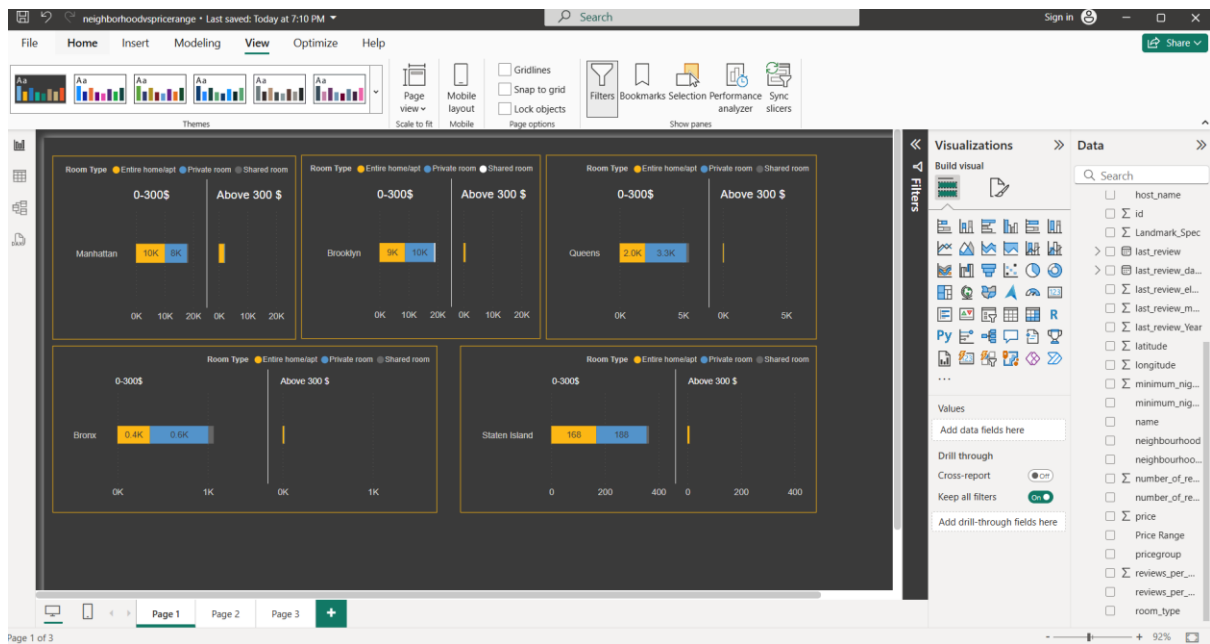 neighborhoodvspricerange • Last saved: Today at 7:10 PM
Search
Sign in
File Home Insert Modeling View Optimize Help
Share
Aa Aa Aa Aa Aa Aa
Themes
Page view
Scale to fit
Mobile layout
Mobile
Gridlines
Snap to grid
Lock objects
Page options
Filters Bookmarks Selection Performance analyzer Sync slicers
Show panes
Room Type Entire home/apt Private room Shared room
0-300$ Above 300 $
Manhattan 10K 8K
0K 10K 20K 0K 10K 20K
Room Type Entire home/apt Private room Shared room
0-300$ Above 300 $
Brooklyn 9K 10K
0K 10K 20K 0K 10K 20K
Room Type Entire home/apt Private room Shared room
0-300$ Above 300 $
Queens 2.0K 3.3K
0K 5K 0K 5K
Room Type Entire home/apt Private room Shared room
0-300$ Above 300 $
Bronx 0.4K 0.6K
0K 1K 0K 1K
Room Type Entire home/apt Private room Shared room
0-300$ Above 300 $
Staten Island 168 188
0 200 400 0 200 400
Filters
Visualizations
Build visual
123
R
Py
...
Values
Add data fields here
Drill through
Cross-report Off
Keep all filters On
Add drill-through fields here
Data
Search
host_name
id
Landmark_Spec
last_review
last_review_da...
last_review_el...
last_review_m...
last_review_Year
latitude
longitude
minimum_nig...
minimum_nig...
name
neighbourhood
neighbourhoo...
number_of_re...
number_of_re...
price
Price Range
pricegroup
reviews_per_...
reviews_per_...
room_type
Page 1 Page 2 Page 3 +
Page 1 of 3
- + 92%